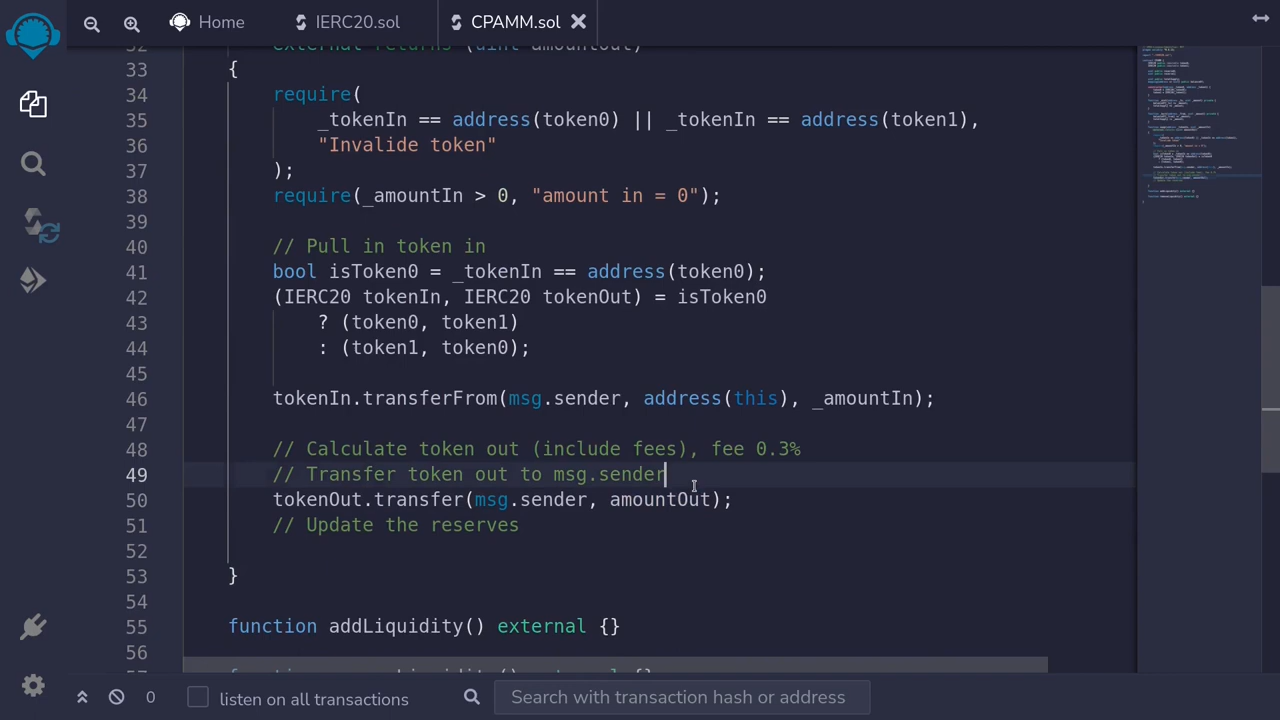 Home
IERC20.sol
CPAMM.sol
32 external returns (uint amountOut)
33 {
34 require(
35 _tokenIn == address(token0) || _tokenIn == address(token1),
36 "Invalide token"
37 );
38 require(_amountIn > 0, "amount in = 0");
39
40 // Pull in token in
41 bool isToken0 = _tokenIn == address(token0);
42 (IERC20 tokenIn, IERC20 tokenOut) = isToken0
43 ? (token0, token1)
44 : (token1, token0);
45
46 tokenIn.transferFrom(msg.sender, address(this), _amountIn);
47
48 // Calculate token out (include fees), fee 0.3%
49 // Transfer token out to msg.sender
50 tokenOut.transfer(msg.sender, amountOut);
51 // Update the reserves
52
53 }
54
55 function addLiquidity() external {}
56
0
listen on all transactions
Search with transaction hash or address